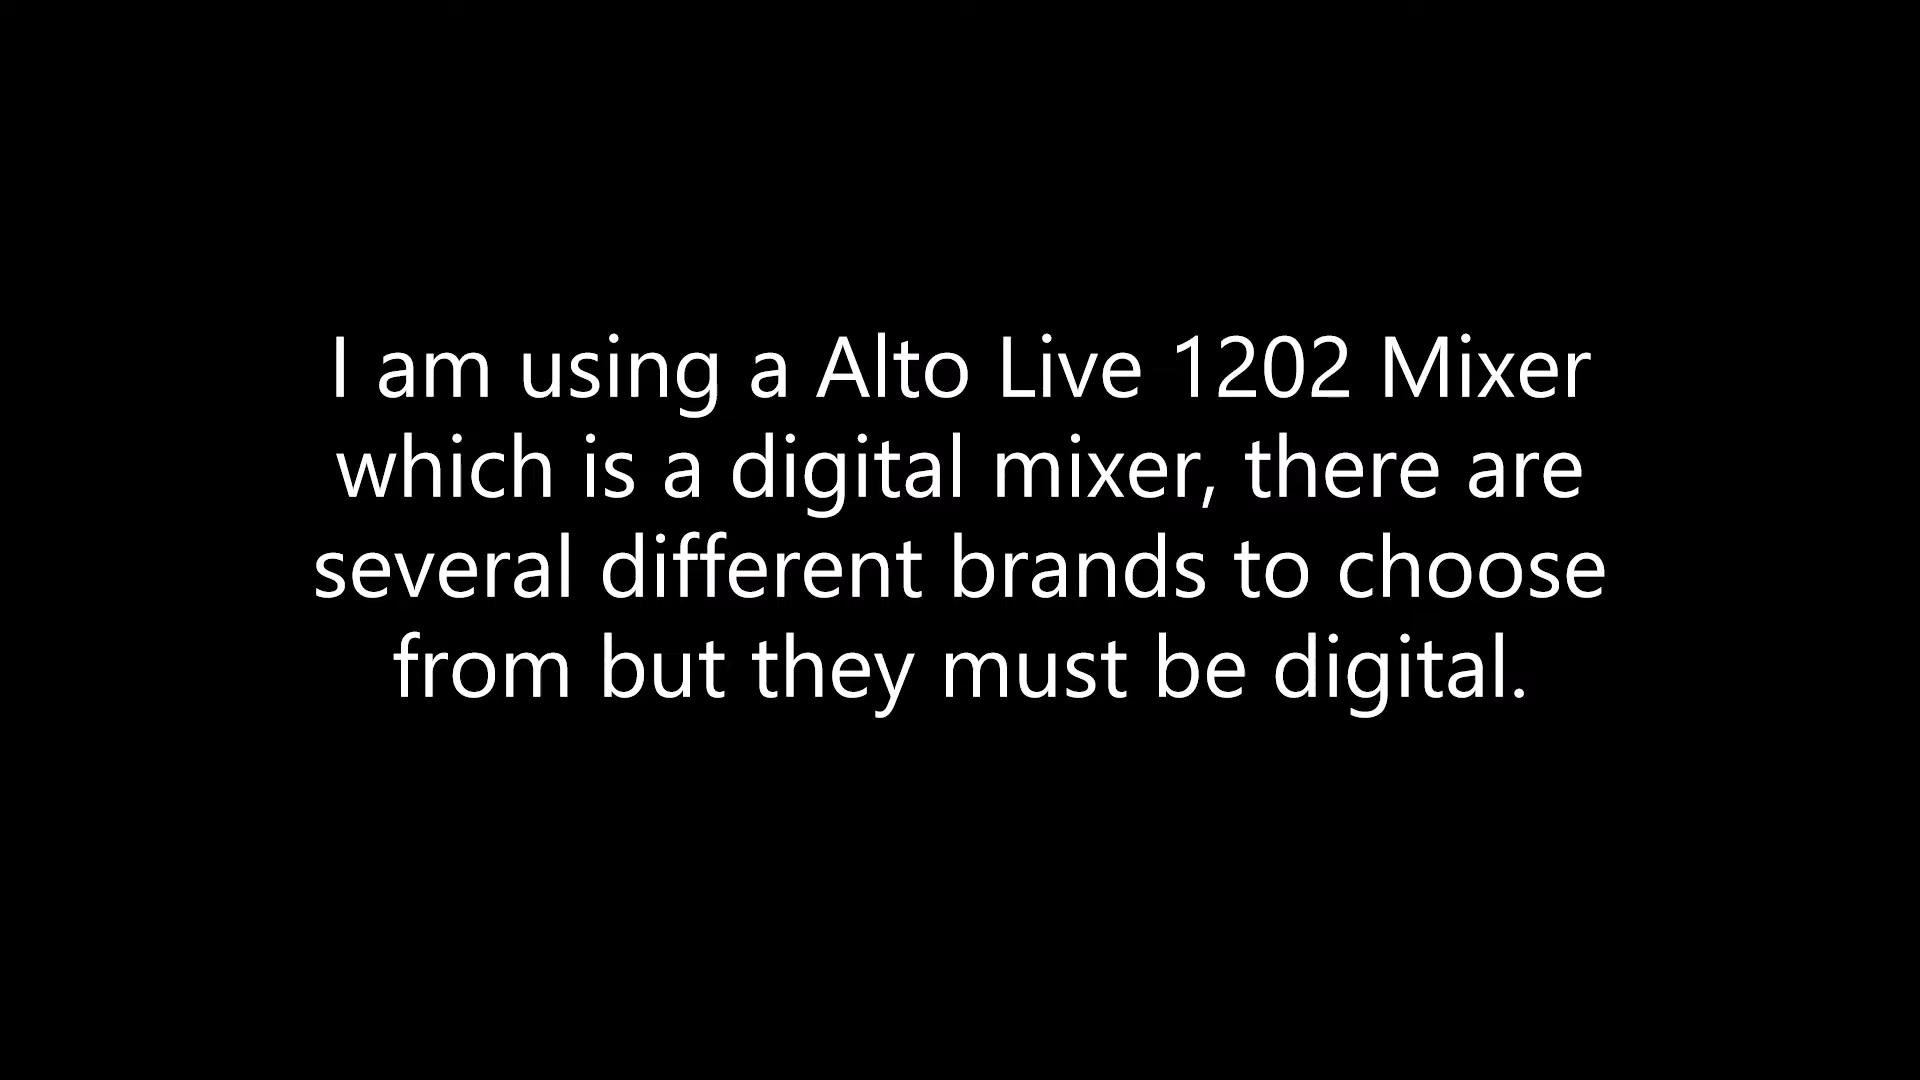 I am using a Alto Live 1202 Mixer
which is a digital mixer, there are
several different brands to choose
from but they must be digital.